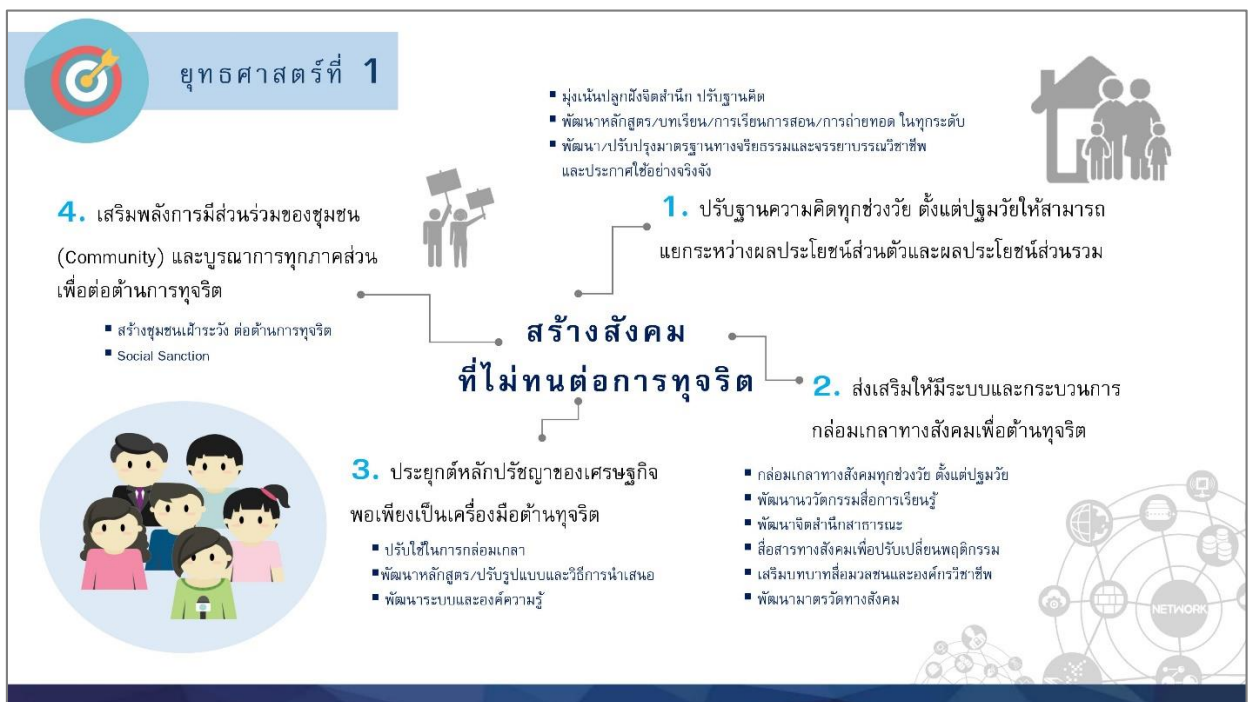 ยุทธศาสตร์ที่ 1
▪ มุ่งเน้นปลูกฝังจิตสำนึก ปรับฐานคิด
▪ พัฒนาหลักสูตร/บทเรียน/การเรียนการสอน/การถ่ายทอด ในทุกระดับ
▪ พัฒนา/ปรับปรุงมาตรฐานทางจริยธรรมและจรรยาบรรณวิชาชีพ
และประกาศใช้อย่างจริงจัง
1. ปรับฐานความคิดทุกช่วงวัย ตั้งแต่ปฐมวัยให้สามารถ
แยกระหว่างผลประโยชน์ส่วนตัวและผลประโยชน์ส่วนรวม
4. เสริมพลังการมีส่วนร่วมของชุมชน
(Community) และบูรณาการทุกภาคส่วน
เพื่อต่อต้านการทุจริต
▪ สร้างชุมชนเฝ้าระวัง ต่อต้านการทุจริต
▪ Social Sanction
สร้างสังคม
ที่ไม่ทนต่อการทุจริต
2. ส่งเสริมให้มีระบบและกระบวนการ
กล่อมเกลาทางสังคมเพื่อต้านทุจริต
▪ กล่อมเกลาทางสังคมทุกช่วงวัย ตั้งแต่ปฐมวัย
▪ พัฒนานวัตกรรมสื่อการเรียนรู้
▪ พัฒนาจิตสำนึกสาธารณะ
▪ สื่อสารทางสังคมเพื่อปรับเปลี่ยนพฤติกรรม
▪ เสริมบทบาทสื่อมวลชนและองค์กรวิชาชีพ
▪ พัฒนามาตรวัดทางสังคม
3. ประยุกต์หลักปรัชญาของเศรษฐกิจ
พอเพียงเป็นเครื่องมือต้านทุจริต
▪ ปรับใช้ในการกล่อมเกลา
▪พัฒนาหลักสูตร/ปรับรูปแบบและวิธีการนำเสนอ
▪ พัฒนาระบบและองค์ความรู้
NETWORK